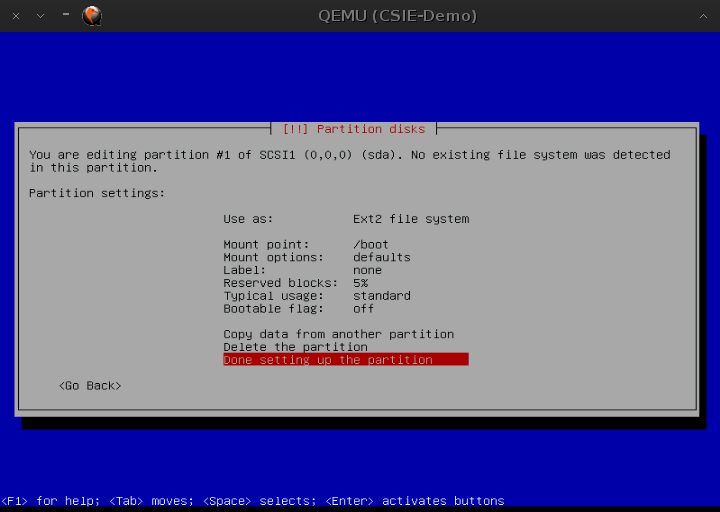 QEMU (CSIE-Demo)
[!!] Partition disks
You are editing partition #1 of SCSI1 (0,0,0) (sda). No existing file system was detected
in this partition.
Partition settings:
Use as: Ext2 file system
Mount point: /boot
Mount options: defaults
Label: none
Reserved blocks: 5%
Typical usage: standard
Bootable flag: off
Copy data from another partition
Delete the partition
Done setting up the partition
<Go Back>
<F1> for help; <Tab> moves; <Space> selects; <Enter> activates buttons